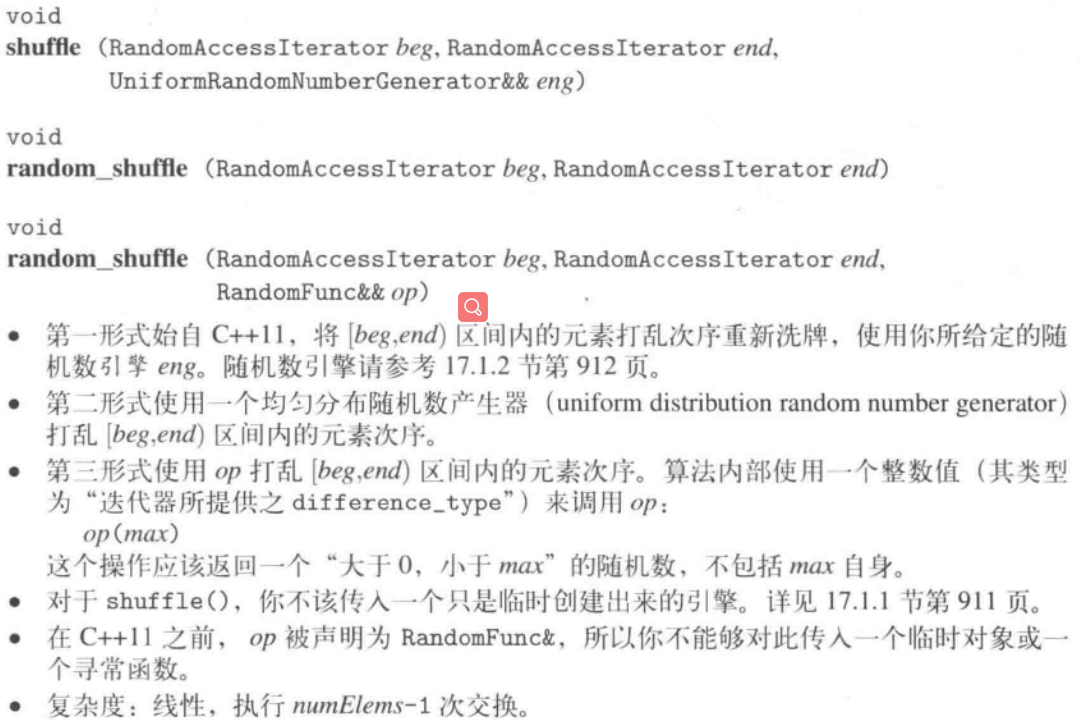 void
shuffle (RandomAccessIterator beg, RandomAccessIterator end,
UniformRandomNumberGenerator&& eng)
void
random_shuffle (RandomAccessIterator beg, RandomAccessIterator end)
void
random_shuffle (RandomAccessIterator beg, RandomAccessIterator end,
RandomFunc&& op)
• 第一形式始自 C++11，将 [beg,end) 区间内的元素打乱次序重新洗牌，使用你所给定的随
机数引擎 eng。随机数引擎请参考 17.1.2 节第 912 页。
• 第二形式使用一个均匀分布随机数产生器（uniform distribution random number generator）
打乱 [beg,end) 区间内的元素次序。
• 第三形式使用 op 打乱 [beg,end) 区间内的元素次序。算法内部使用一个整数值（其类型
为“迭代器所提供之 difference_type”）来调用 op：
op(max)
这个操作应该返回一个“大于 0，小于 max”的随机数，不包括 max 自身。
• 对于 shuffle()，你不该传入一个只是临时创建出来的引擎。详见 17.1.1 节第 911 页。
• 在 C++11 之前， op 被声明为 RandomFunc&，所以你不能够对此传入一个临时对象或一
个寻常函数。
• 复杂度：线性，执行 numElems-1 次交换。